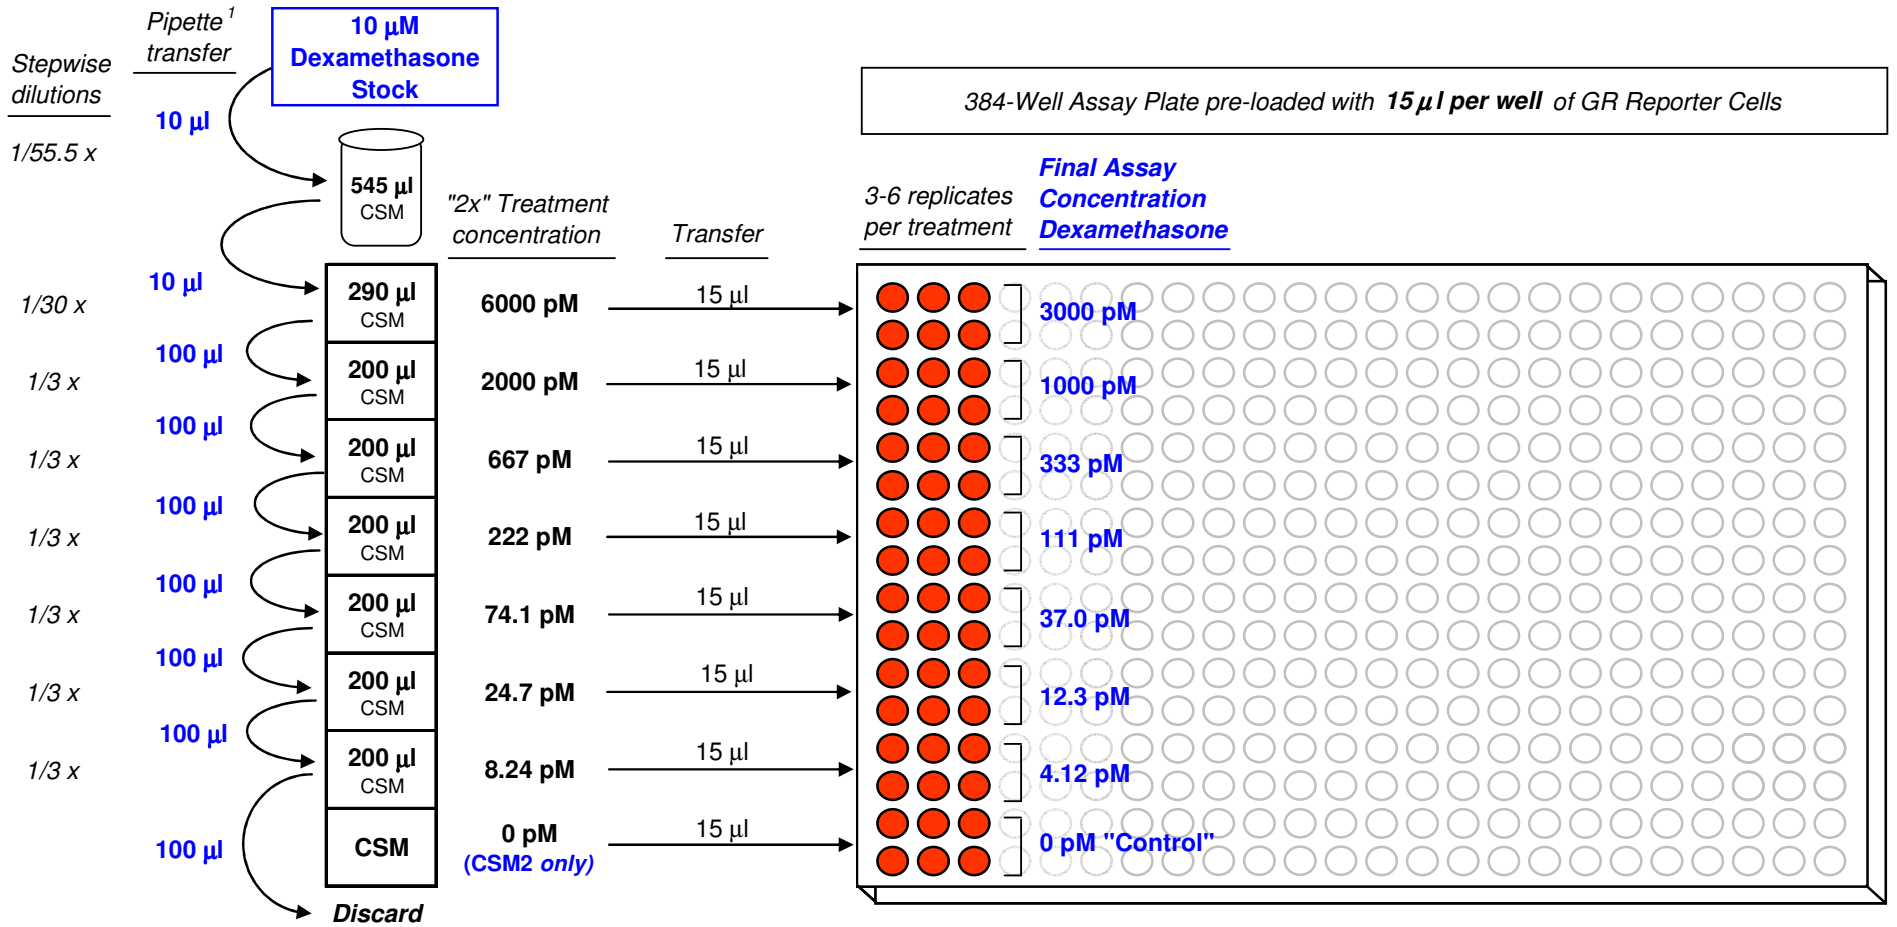 Stepwise
dilutions
Pipette 1
transfer
10 µM
Dexamethasone
Stock
10 µl
1/55.5 x
545 µl
CSM
"2x" Treatment
concentration
Transfer
384-Well Assay Plate pre-loaded with 15 µl per well of GR Reporter Cells
3-6 replicates
per treatment
Final Assay
Concentration
Dexamethasone
1/30 x
10 µl
290 µl
CSM
6000 pM
15 µl
3000 pM
1/3 x
100 µl
200 µl
CSM
2000 pM
15 µl
1000 pM
1/3 x
100 µl
200 µl
CSM
667 pM
15 µl
333 pM
1/3 x
100 µl
200 µl
CSM
222 pM
15 µl
111 pM
1/3 x
100 µl
200 µl
CSM
74.1 pM
15 µl
37.0 pM
1/3 x
100 µl
200 µl
CSM
24.7 pM
15 µl
12.3 pM
1/3 x
100 µl
200 µl
CSM
8.24 pM
15 µl
4.12 pM
100 µl
CSM
0 pM
(CSM2 only)
15 µl
0 pM "Control"
Discard